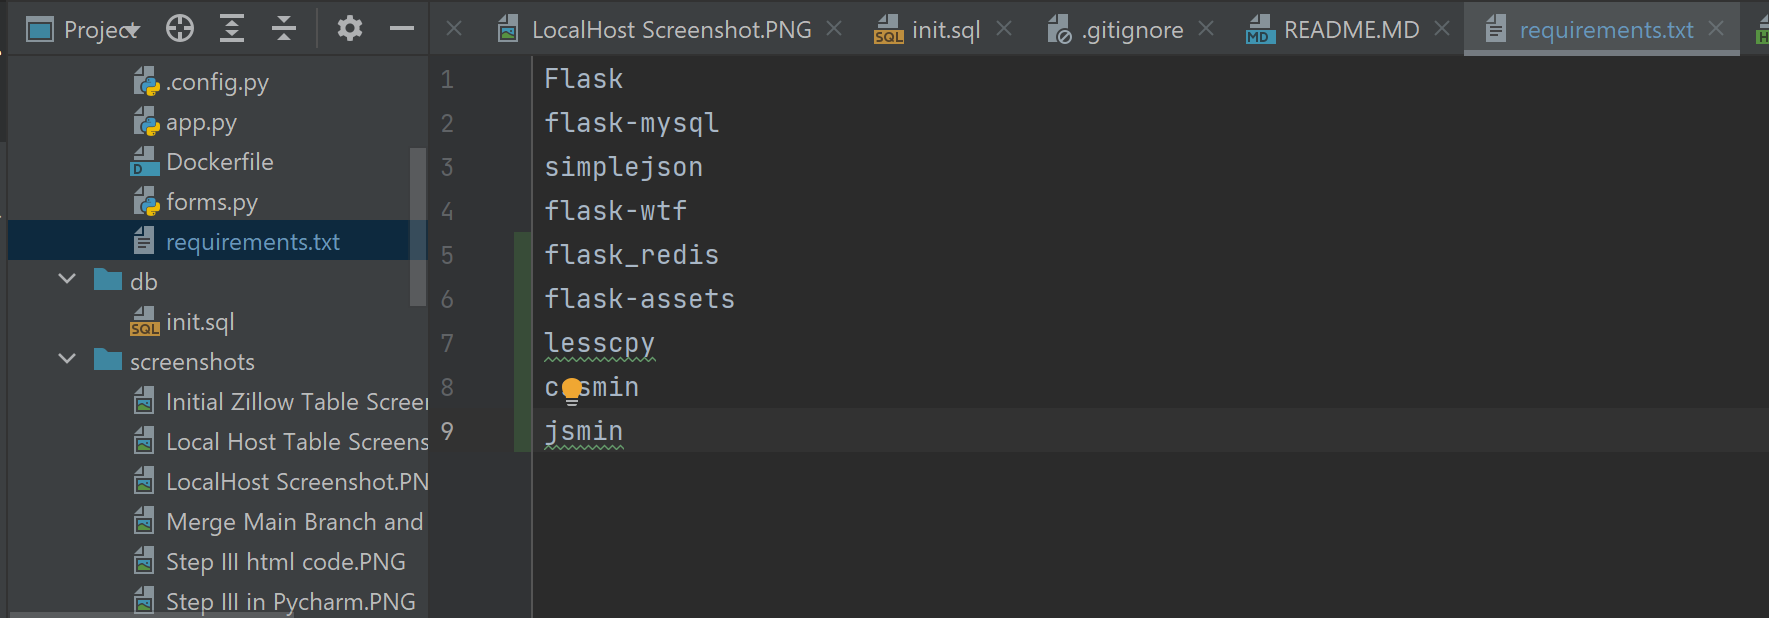 Project
LocalHost Screenshot.PNG
init.sql
.gitignore
README.MD
requirements.txt
.config.py
app.py
Dockerfile
forms.py
requirements.txt
db
init.sql
screenshots
Initial Zillow Table Screer
Local Host Table Screens
LocalHost Screenshot.PN
Merge Main Branch and
Step III html code.PNG
Step III in Pycharm.PNG
1 Flask
2 flask-mysql
3 simplejson
4 flask-wtf
5 flask_redis
6 flask-assets
7 lesscpy
8
9 jsmin